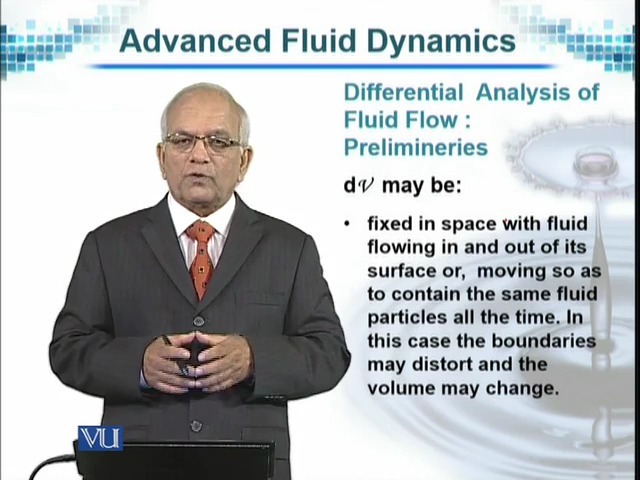 Advanced Fluid Dynamics
Differential Analysis of
Fluid Flow :
Prelimineries
d𝒱 may be:
• fixed in space with fluid
flowing in and out of its
surface or, moving so as
to contain the same fluid
particles all the time. In
this case the boundaries
may distort and the
volume may change.
VU